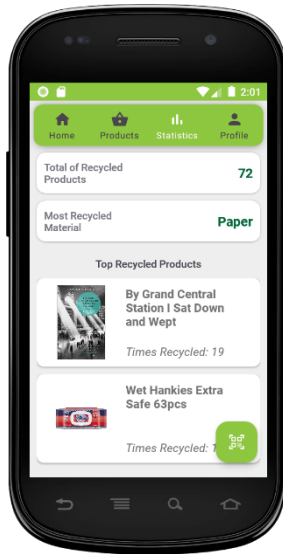 2:01
Home Products Statistics Profile
Total of Recycled
Products
72
Most Recycled
Material
Paper
Top Recycled Products
By Grand Central
Station I Sat Down
and Wept
Times Recycled: 19
Wet Hankies Extra
Safe 63pcs
Times Recycled: